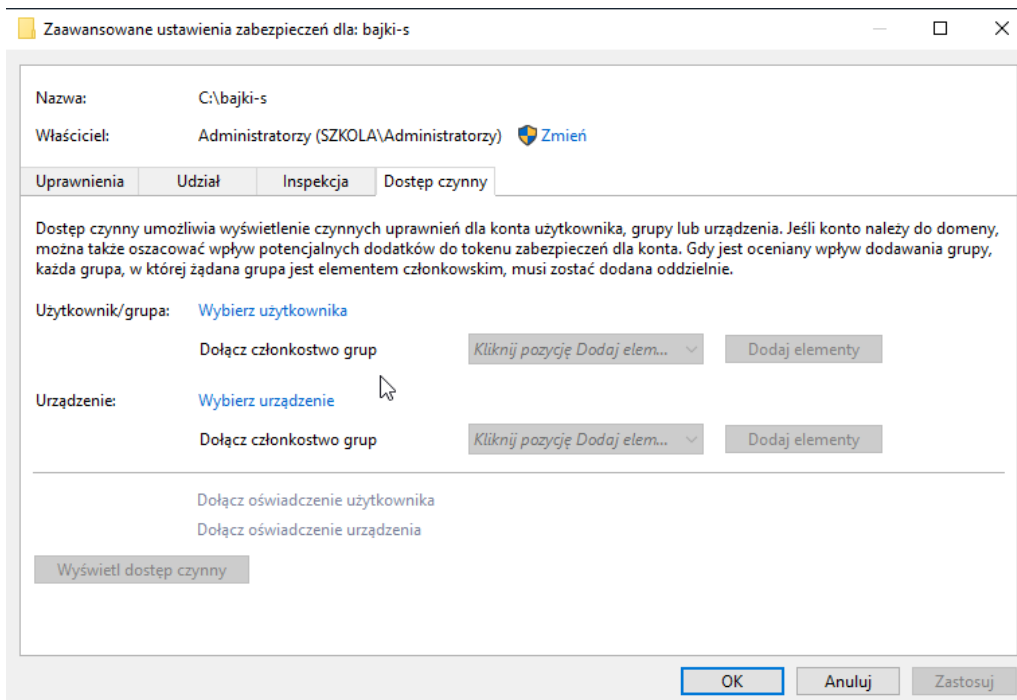 Zaawansowane ustawienia zabezpieczeń dla: bajki-s
Nazwa: C:\bajki-s
Właściciel: Administratorzy (SZKOLA\Administratorzy) Zmień
Uprawnienia Udział Inspekcja Dostęp czynny
Dostęp czynny umożliwia wyświetlenie czynnych uprawnień dla konta użytkownika, grupy lub urządzenia. Jeśli konto należy do domeny,
można także oszacować wpływ potencjalnych dodatków do tokenu zabezpieczeń dla konta. Gdy jest oceniany wpływ dodawania grupy,
każda grupa, w której żądana grupa jest elementem członkowskim, musi zostać dodana oddzielnie.
Użytkownik/grupa: Wybierz użytkownika
Dołącz członkostwo grup Kliknij pozycję Dodaj elem... Dodaj elementy
Urządzenie: Wybierz urządzenie
Dołącz członkostwo grup Kliknij pozycję Dodaj elem... Dodaj elementy
Dołącz oświadczenie użytkownika
Dołącz oświadczenie urządzenia
Wyświetl dostęp czynny
OK Anuluj Zastosuj